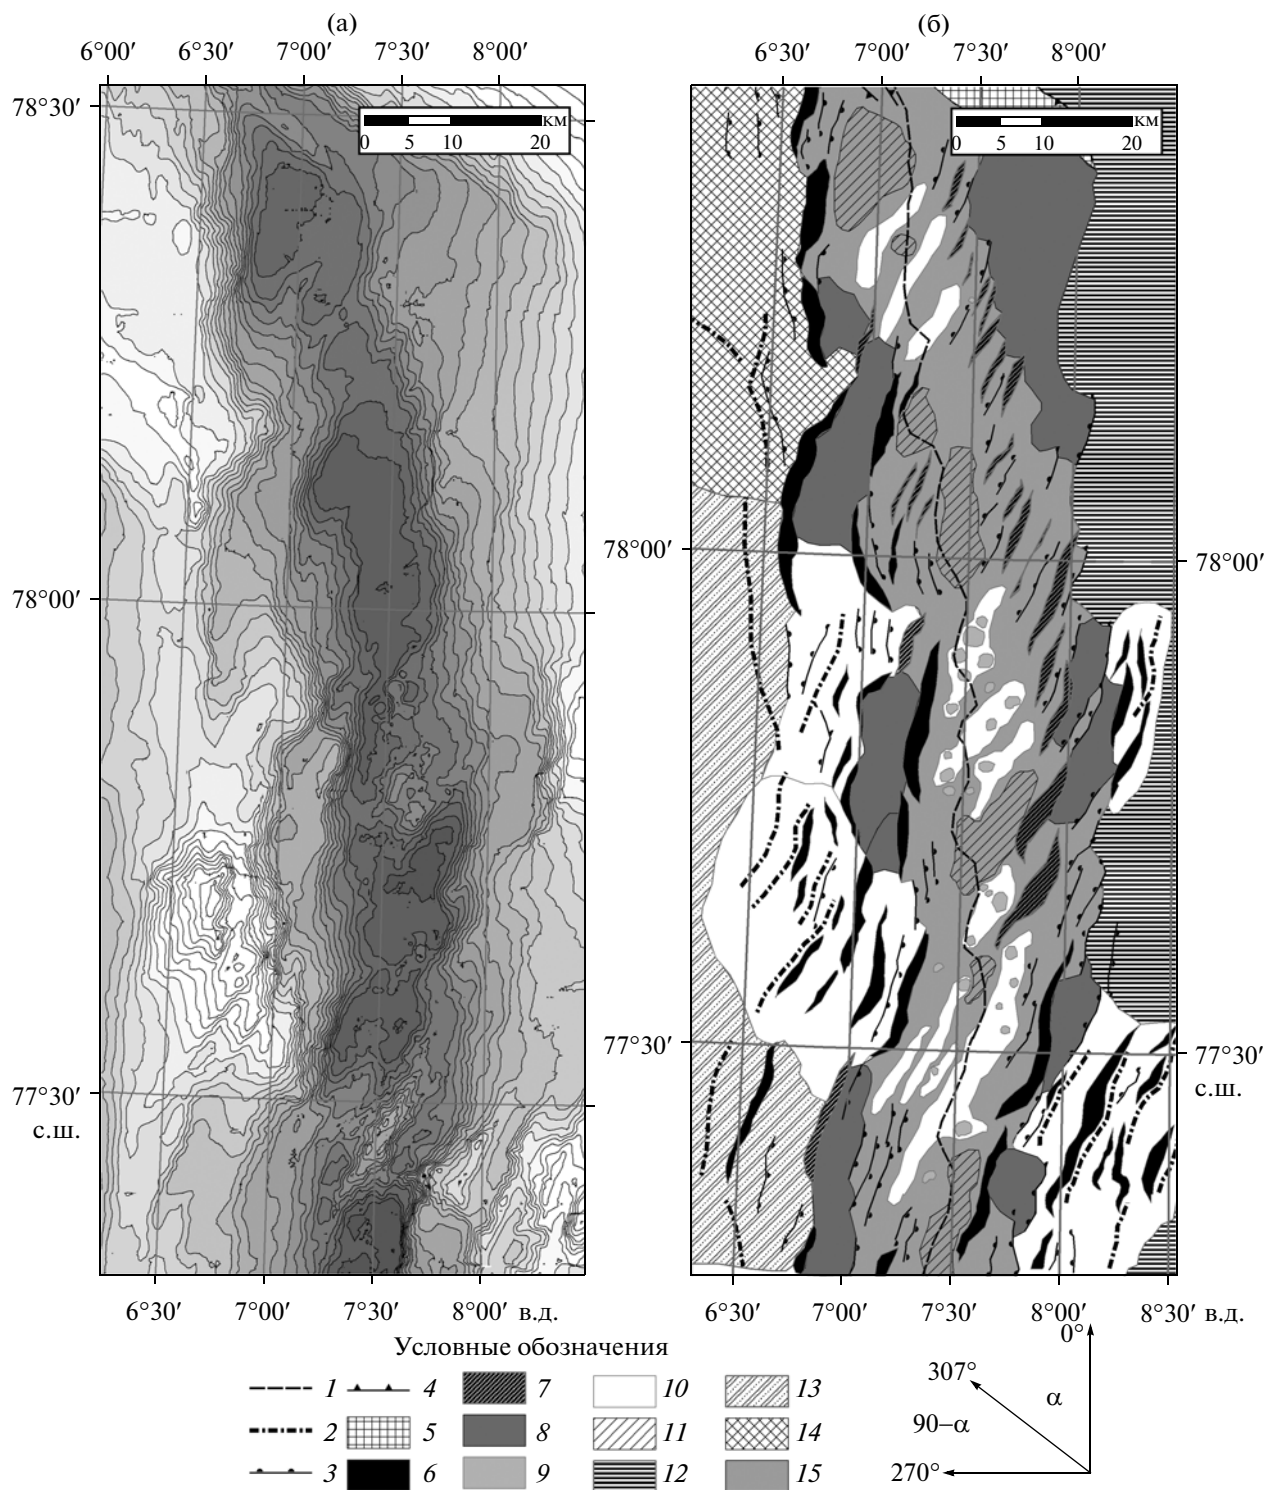 (а)
6°00′ 6°30′ 7°00′ 7°30′ 8°00′
78°30′
км
0 5 10 20
78°00′
77°30′
с.ш.
6°30′ 7°00′ 7°30′ 8°00′ в.д.
(б)
6°30′ 7°00′ 7°30′ 8°00′
км
0 5 10 20
78°00′ 78°00′
77°30′ 77°30′
с.ш.
6°30′ 7°00′ 7°30′ 8°00′ 8°30′ в.д.
Условные обозначения
1 4 7 10 13
2 5 8 11 14
3 6 9 12 15
0°
307°
α
90–α
270°